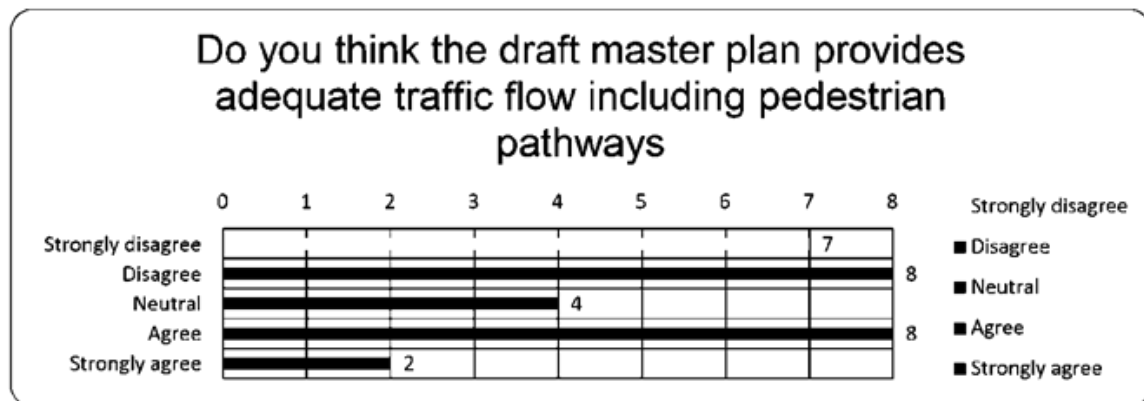 Do you think the draft master plan provides
adequate traffic flow including pedestrian
pathways
0 1 2 3 4 5 6 7 8
Strongly disagree 7
Disagree 8
Neutral 4
Agree 8
Strongly agree 2
Strongly disagree
Disagree
Neutral
Agree
Strongly agree